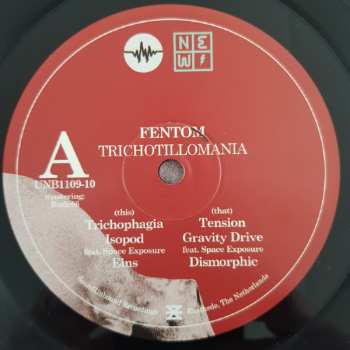 NEW
FENTOM
TRICHOTILLOMANIA
A
UNB1109-10
(this)
Trichophagia
Isopod
feat. Space Exposure
Eins
(that)
Tension
Gravity Drive
feat. Space Exposure
Dismorphic
Enschede, The Netherlands